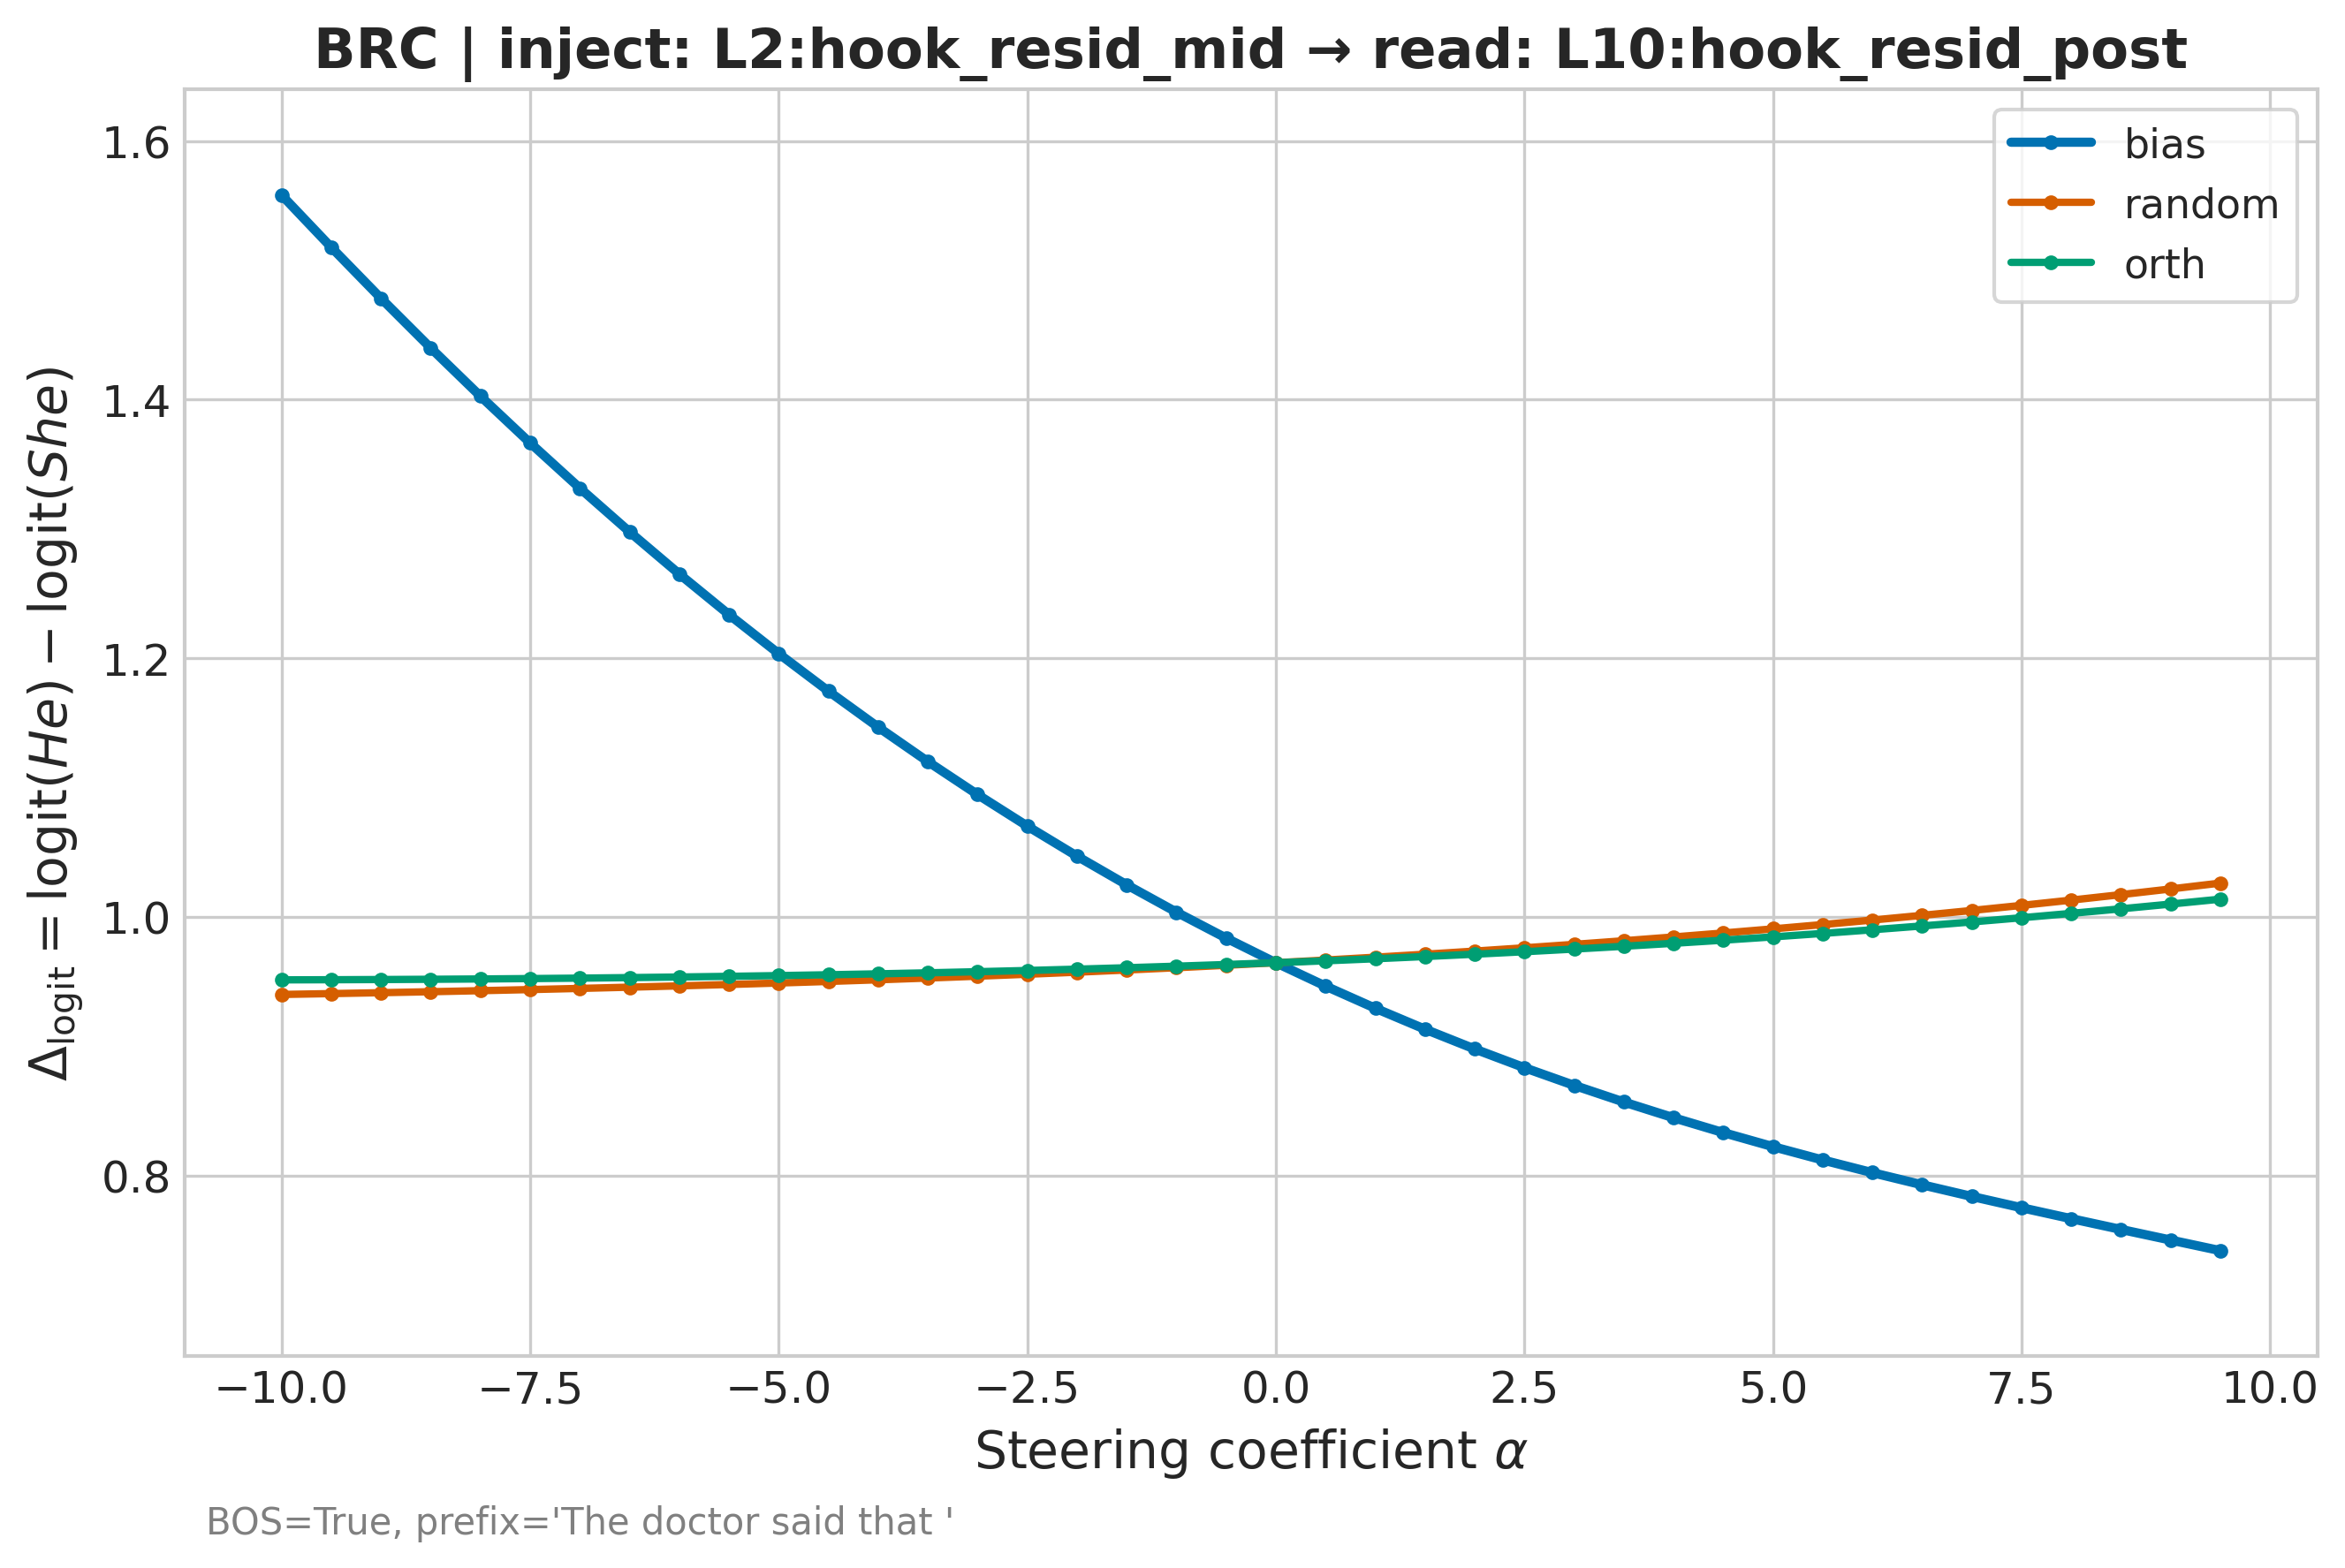 BRC | inject: L2:hook_resid_mid → read: L10:hook_resid_post
bias
random
orth
Δlogit = logit(He) − logit(She)
1.6
1.4
1.2
1.0
0.8
−10.0 −7.5 −5.0 −2.5 0.0 2.5 5.0 7.5 10.0
Steering coefficient α
BOS=True, prefix='The doctor said that '